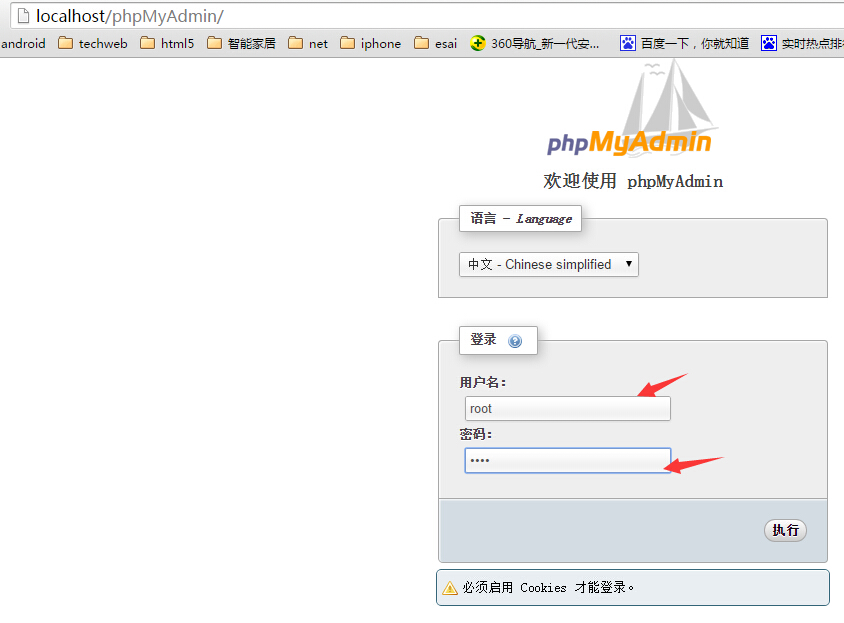 localhost/phpMyAdmin/
android techweb html5 智能家居 net iphone esai 360导航_新一代安... 百度一下，你就知道 实时热点排
phpMyAdmin
欢迎使用 phpMyAdmin
语言 - Language
中文 - Chinese simplified
登录
用户名:
root
密码:
••••
执行
必须启用 Cookies 才能登录。